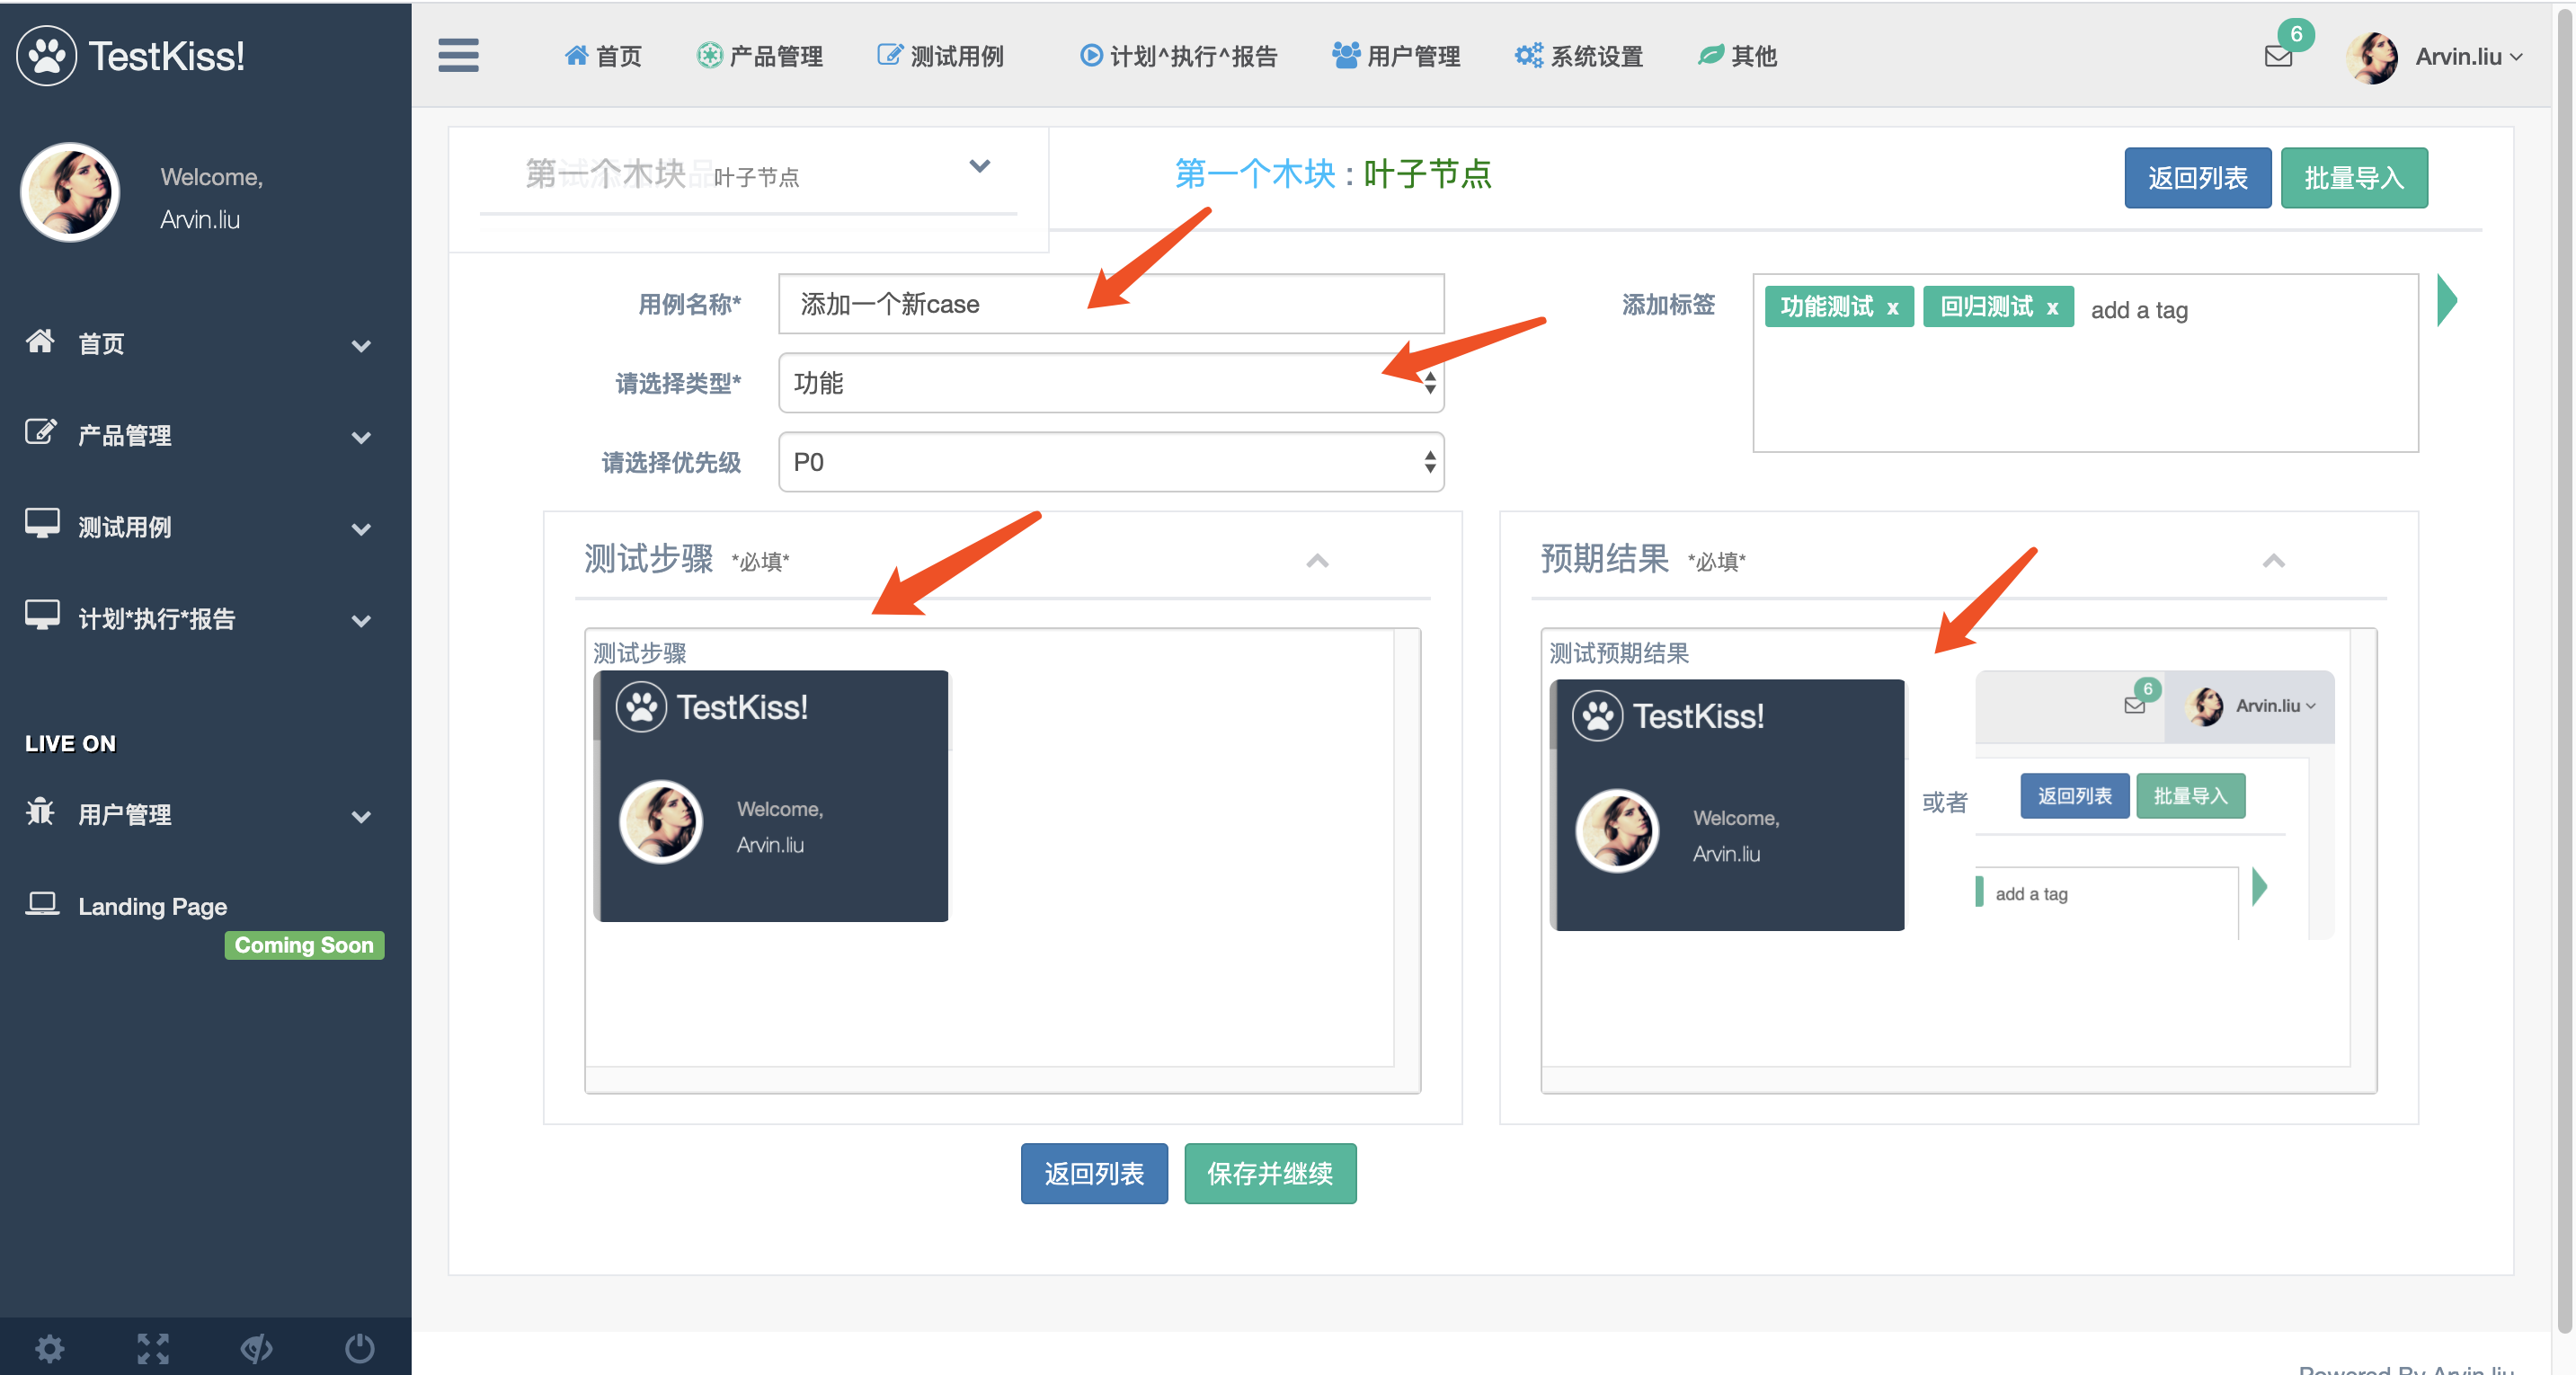 TestKiss!
首页
产品管理
测试用例
计划^执行^报告
用户管理
系统设置
其他
6
Arvin.liu
Welcome,
Arvin.liu
首页
产品管理
测试用例
计划*执行*报告
LIVE ON
用户管理
Landing Page
Coming Soon
第一个木块 叶子节点
第一个木块 : 叶子节点
返回列表
批量导入
用例名称*
添加一个新case
请选择类型*
功能
请选择优先级
P0
添加标签
功能测试 x
回归测试 x
add a tag
测试步骤 *必填*
测试步骤
TestKiss!
Welcome,
Arvin.liu
预期结果 *必填*
测试预期结果
TestKiss!
Welcome,
Arvin.liu
或者
6
Arvin.liu
返回列表
批量导入
add a tag
返回列表
保存并继续
Powered By Arvin.liu